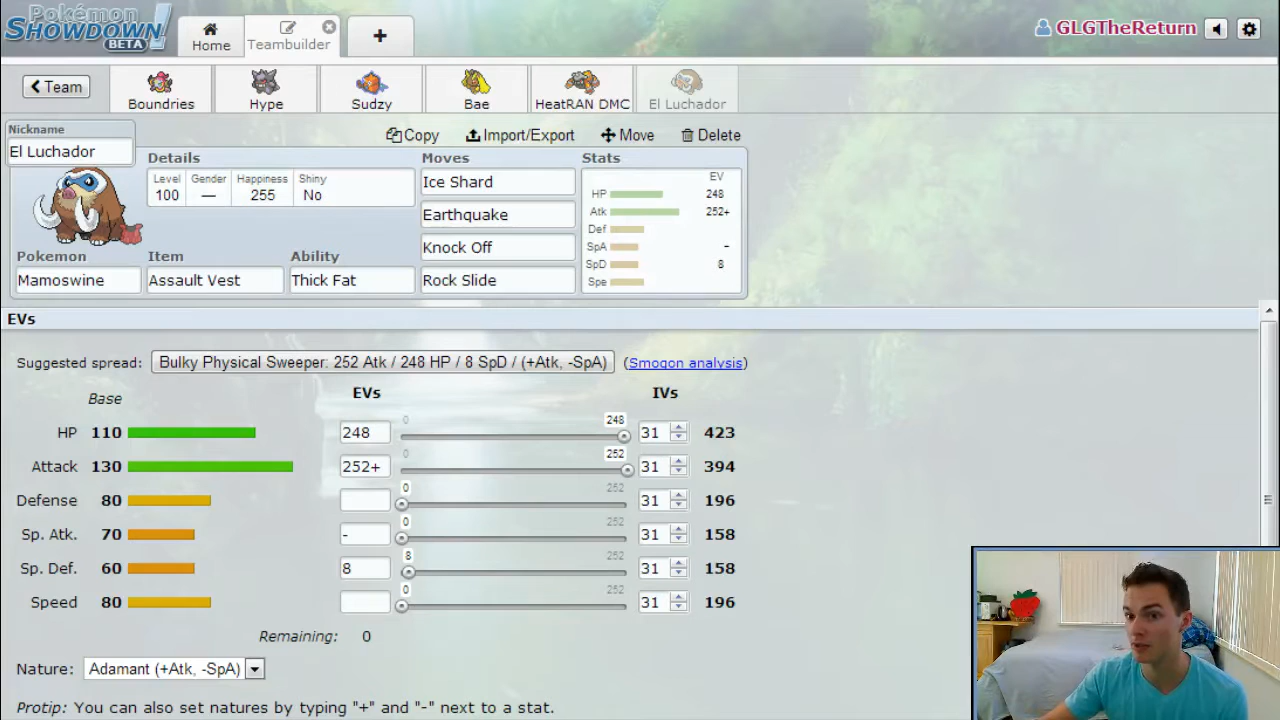 Pokémon
SHOWDOWN!
BETA
Home
Teambuilder
+
GLGTheReturn
Team
Boundries
Hype
Sudzy
Bae
HeatRAN DMC
El Luchador
Nickname
El Luchador
Copy
Import/Export
Move
Delete
Details
Level
100
Gender
—
Happiness
255
Shiny
No
Pokemon
Mamoswine
Item
Assault Vest
Ability
Thick Fat
Moves
Ice Shard
Earthquake
Knock Off
Rock Slide
Stats
EV
HP 248
Atk 252+
Def
SpA -
SpD 8
Spe
EVs
Suggested spread: Bulky Physical Sweeper: 252 Atk / 248 HP / 8 SpD / (+Atk, -SpA) (Smogon analysis)
Base EVs IVs
HP 110 248 0 248 31 423
Attack 130 252+ 0 252 31 394
Defense 80 0 252 31 196
Sp. Atk. 70 - 0 252 31 158
Sp. Def. 60 8 8 252 31 158
Speed 80 0 252 31 196
Remaining: 0
Nature: Adamant (+Atk, -SpA)
Protip: You can also set natures by typing "+" and "-" next to a stat.